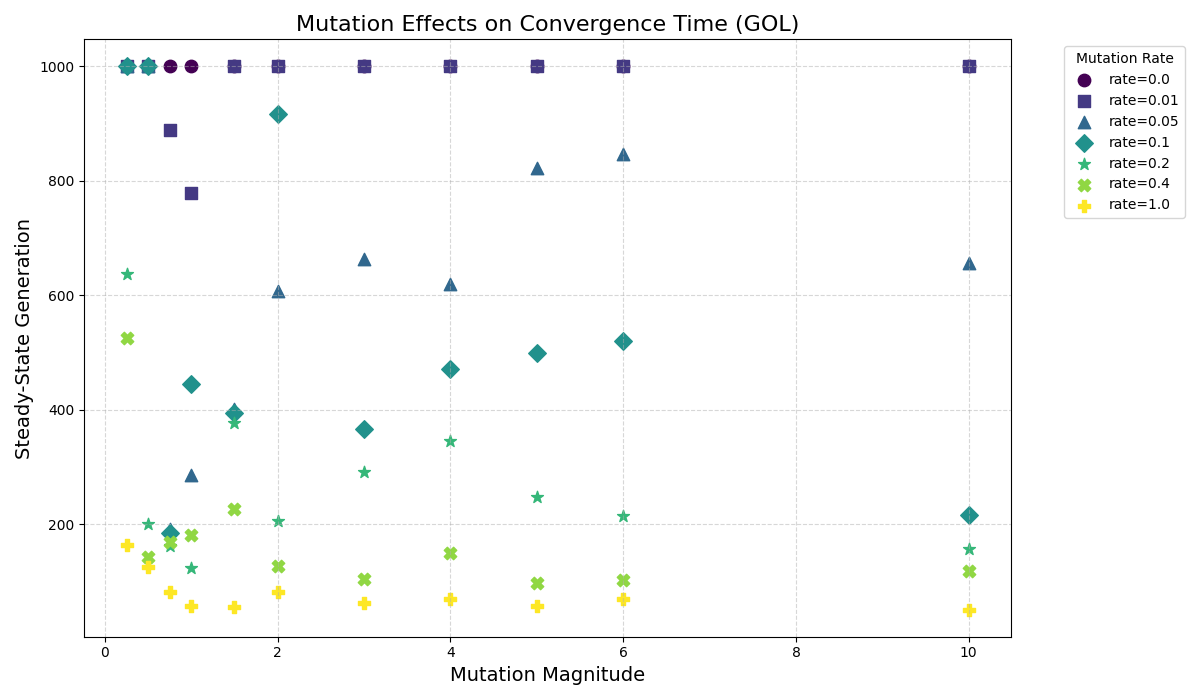 Mutation Effects on Convergence Time (GOL)
Steady-State Generation
1000
800
600
400
200
0
2
4
6
8
10
Mutation Magnitude
Mutation Rate
rate=0.0
rate=0.01
rate=0.05
rate=0.1
rate=0.2
rate=0.4
rate=1.0